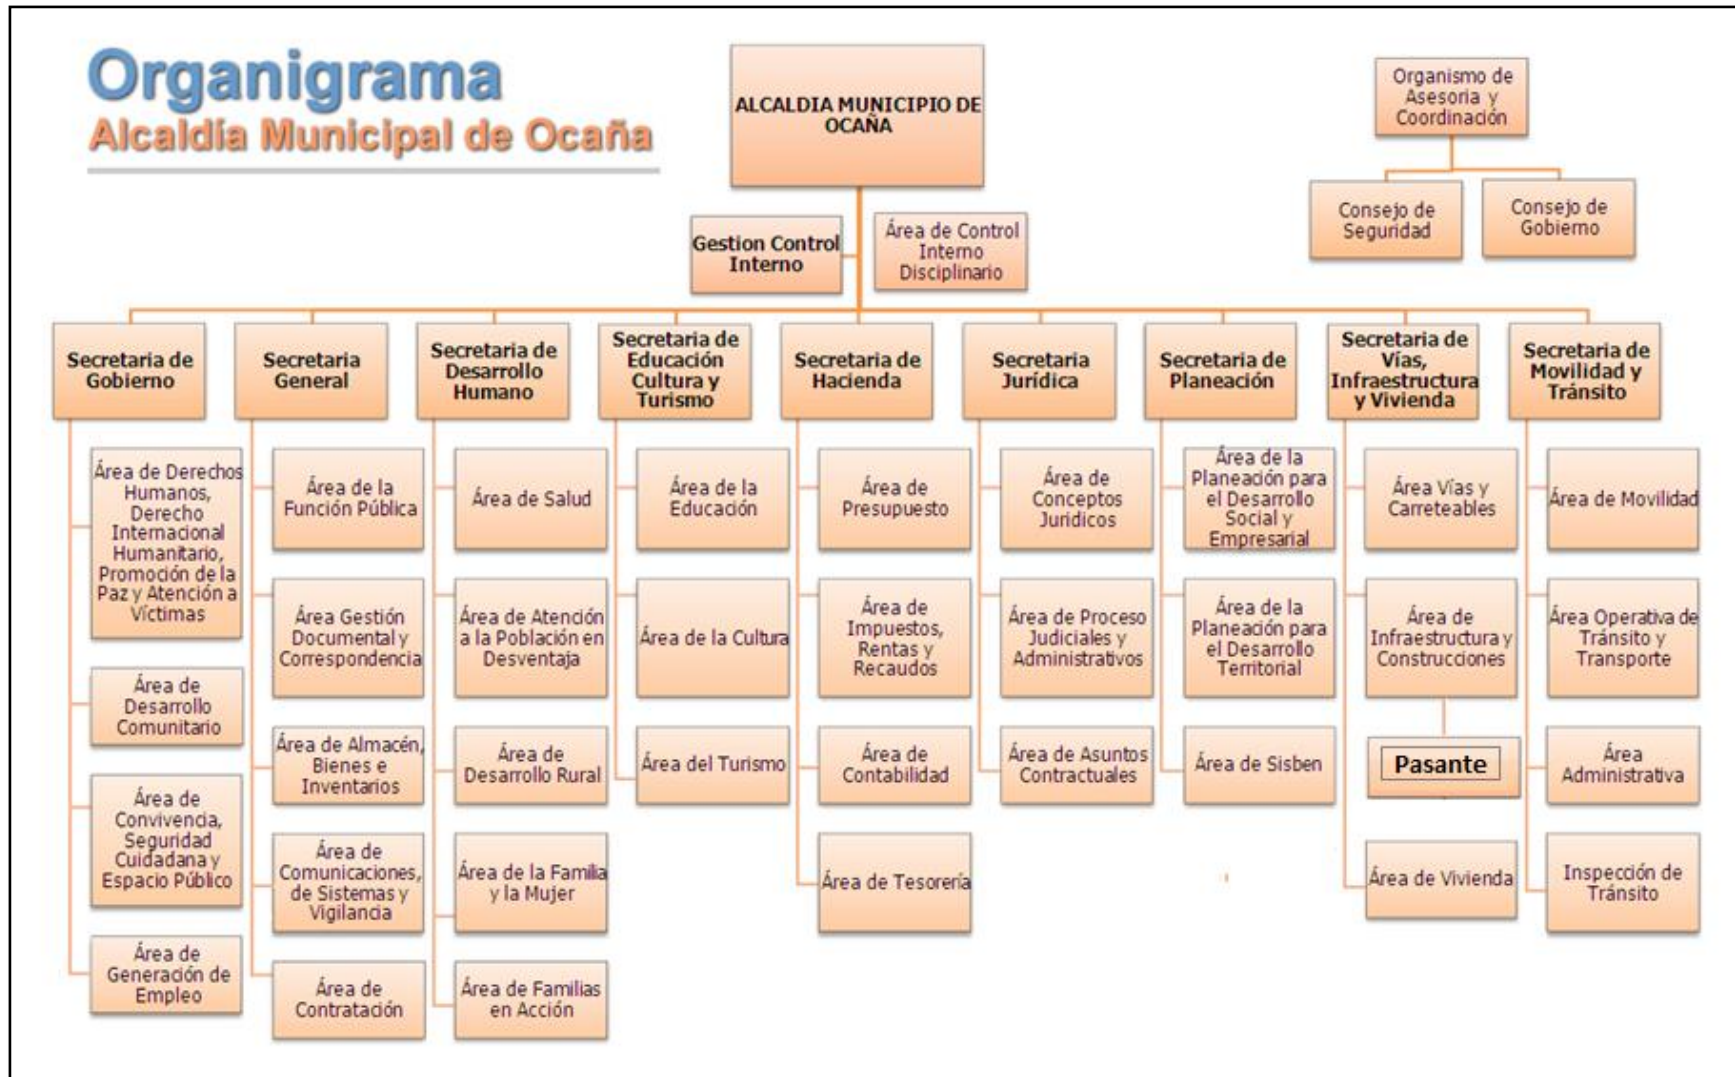 Organigrama
Alcaldía Municipal de Ocaña
ALCALDIA MUNICIPIO DE
OCAÑA
Organismo de
Asesoria y
Coordinación
Consejo de
Seguridad
Consejo de
Gobierno
Gestion Control
Interno
Área de Control
Interno
Disciplinario
Secretaria de
Gobierno
Secretaria
General
Secretaria de
Desarrollo
Humano
Secretaria de
Educación
Cultura y
Turismo
Secretaria de
Hacienda
Secretaria
Jurídica
Secretaria de
Planeación
Secretaria de
Vías,
Infraestructura
y Vivienda
Secretaria de
Movilidad y
Tránsito
Área de Derechos
Humanos,
Derecho
Internacional
Humanitario,
Promoción de la
Paz y Atención a
Víctimas
Área de
Desarrollo
Comunitario
Área de
Convivencia,
Seguridad
Cuidadana y
Espacio Público
Área de
Generación de
Empleo
Área de la
Función Pública
Área Gestión
Documental y
Correspondencia
Área de Almacén,
Bienes e
Inventarios
Área de
Comunicaciones,
de Sistemas y
Vigilancia
Área de
Contratación
Área de Salud
Área de Atención
a la Población en
Desventaja
Área de
Desarrollo Rural
Área de la Familia
y la Mujer
Área de Familias
en Acción
Área de la
Educación
Área de la Cultura
Área del Turismo
Área de
Presupuesto
Área de
Impuestos,
Rentas y
Recaudos
Área de
Contabilidad
Área de Tesorería
Área de
Conceptos
Juridicos
Área de Proceso
Judiciales y
Administrativos
Área de Asuntos
Contractuales
Área de la
Planeación para
el Desarrollo
Social y
Empresarial
Área de la
Planeación para
el Desarrollo
Territorial
Área de Sisben
Área Vías y
Carreteables
Área de
Infraestructura y
Construcciones
Pasante
Área de Vivienda
Área de Movilidad
Área Operativa de
Tránsito y
Transporte
Área
Administrativa
Inspección de
Tránsito